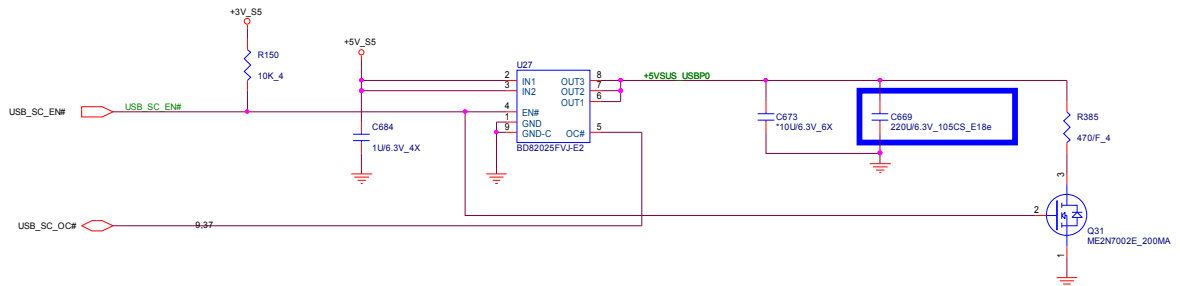 +3V_S5
R150
10K_4
+5V_S5
U27
2 IN1 OUT3 8
3 IN2 OUT2 7
OUT1 6
4 EN#
1 GND
9 GND-C OC# 5
BD82025FVJ-E2
USB_SC_EN# USB_SC_EN#
C684
1U/6.3V_4X
+5VSUS_USBP0
C673
*10U/6.3V_6X
C669
220U/6.3V_105CS_E18e
R385
470/F_4
3
2
1
Q31
ME2N7002E_200MA
USB_SC_OC# 9,37